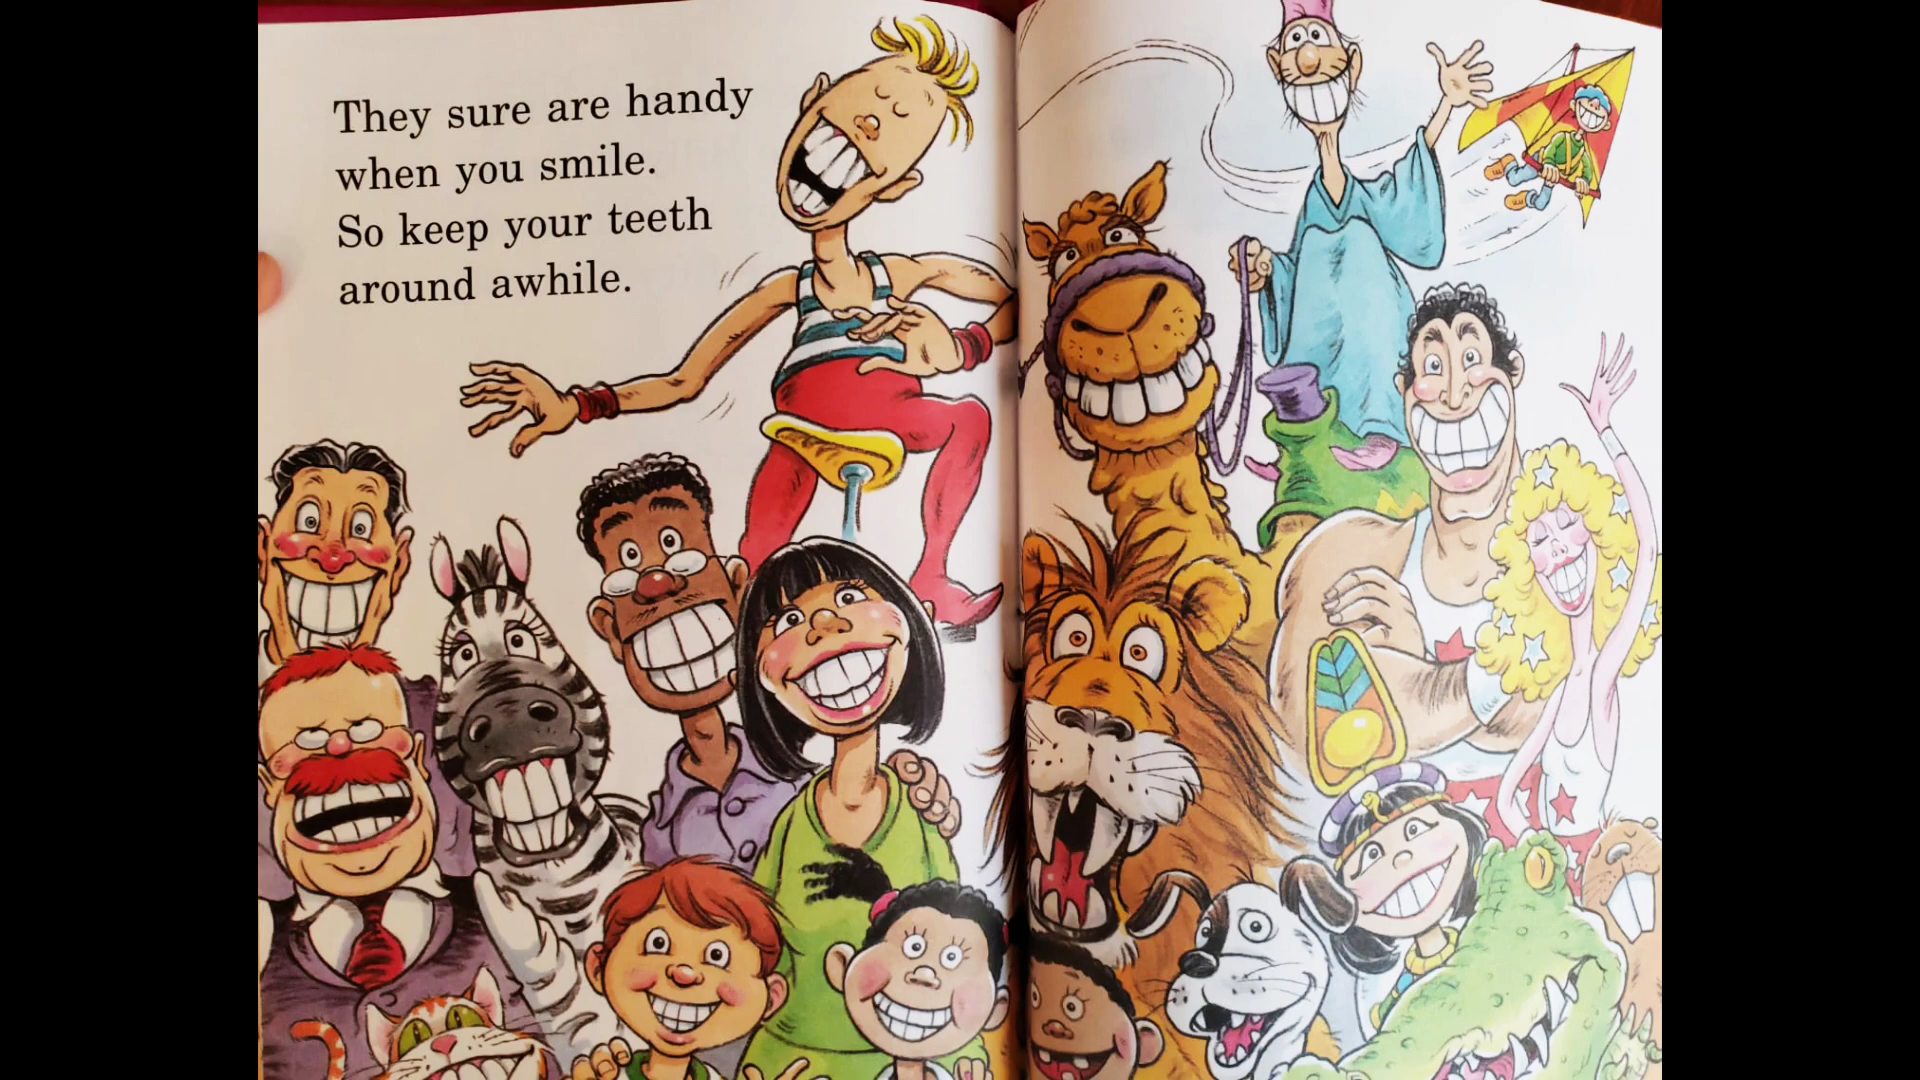 They sure are handy
when you smile.
So keep your teeth
around awhile.